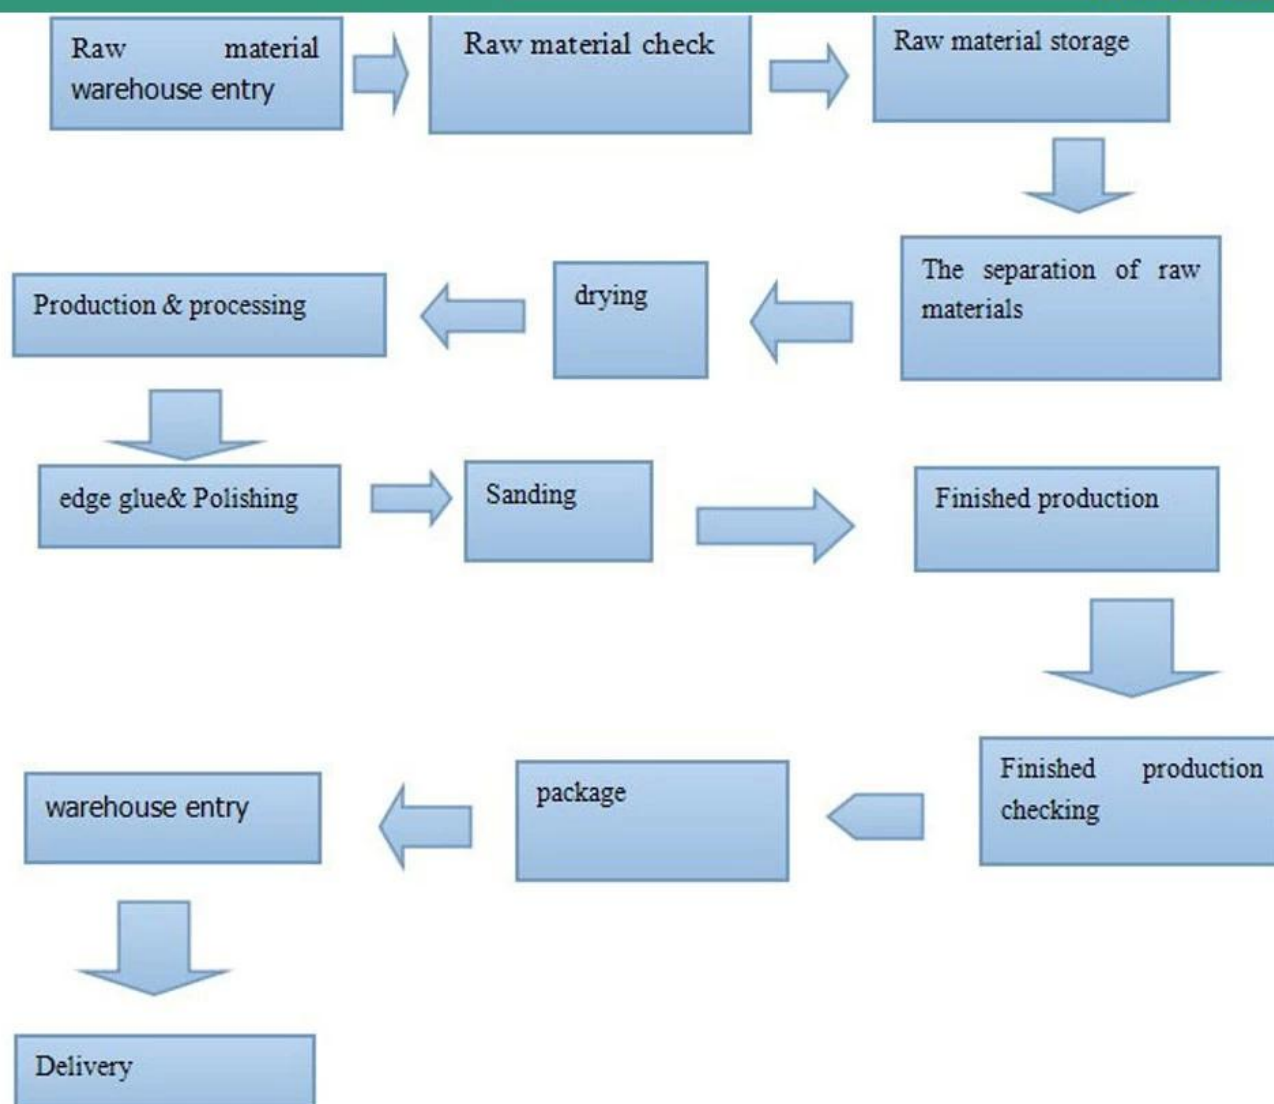 Raw material
warehouse entry
Raw material check
Raw material storage
The separation of raw
materials
drying
Production & processing
edge glue& Polishing
Sanding
Finished production
Finished production
checking
package
warehouse entry
Delivery